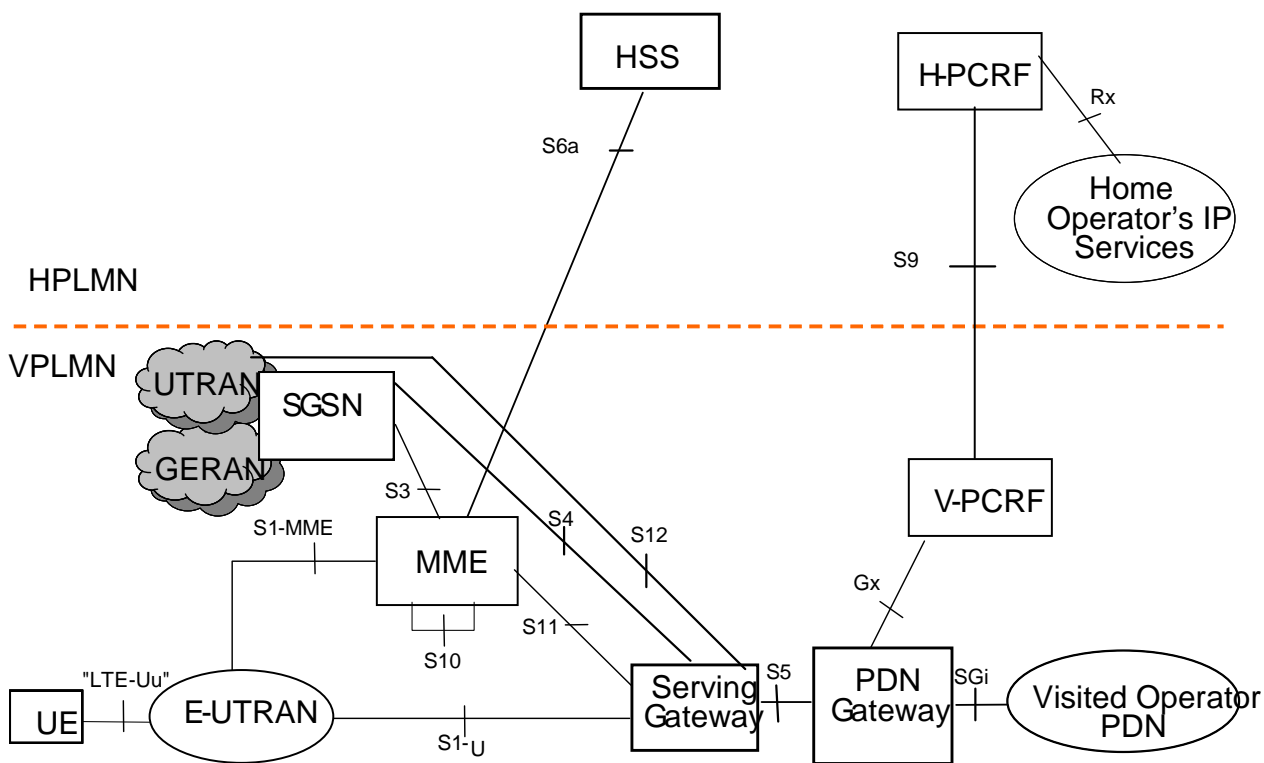 HSS
H-PCRF
Rx
S6a
Home
Operator's IP
Services
S9
HPLMN
VPLMN
UTRAN
SGSN
GERAN
S3
V-PCRF
S1-MME
S4
S12
MME
Gx
S11
S10
"LTE-Uu"
S5
Serving
Gateway
PDN
Gateway
SGi
Visited Operator
PDN
UE
E-UTRAN
S1-U